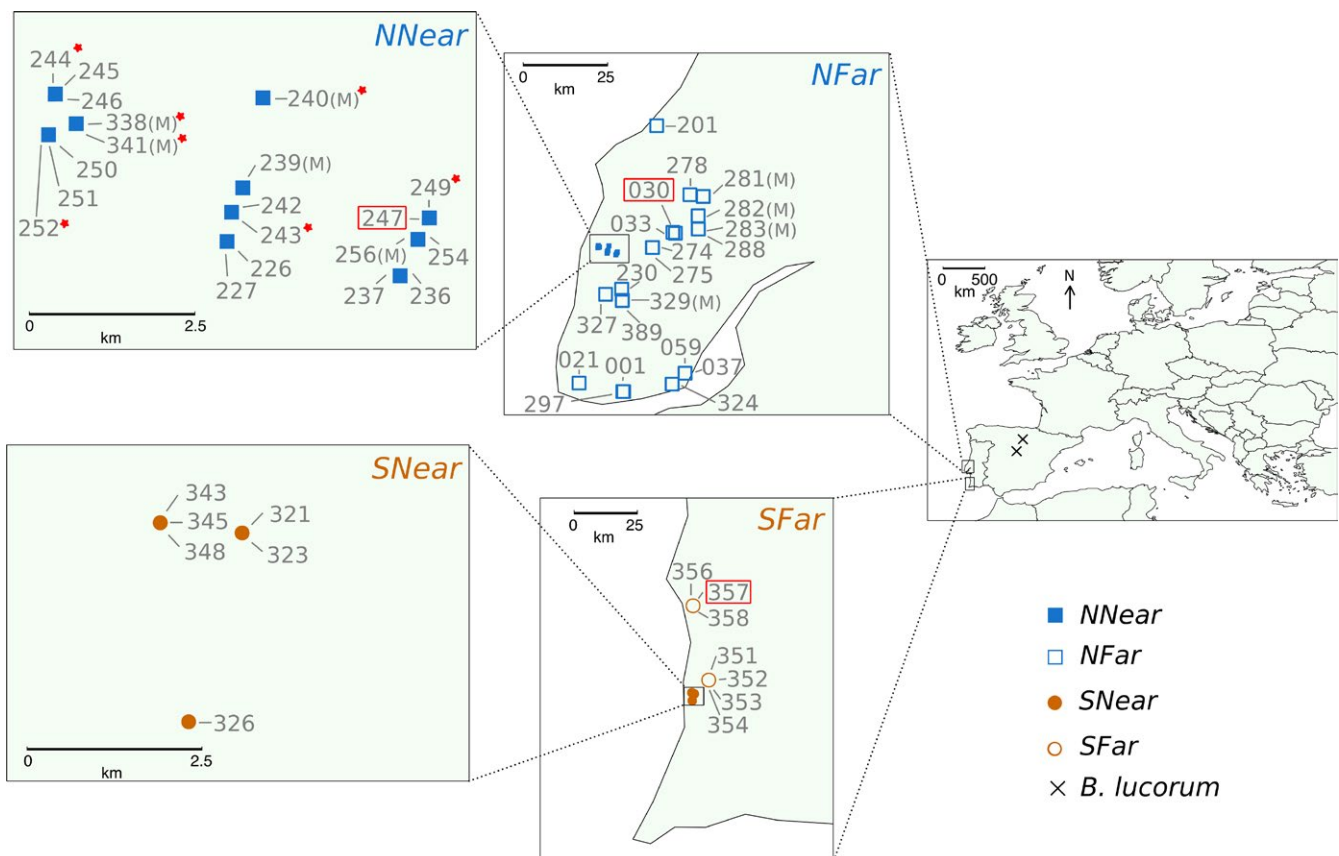 NNear
244
245
246
338(M)
341(M)
250
251
252
240(M)
239(M)
242
243
226
227
249
247
256(M)
254
237
236
0
2.5
km
0
25
km
NFar
201
278
281(M)
030
282(M)
033
283(M)
274
288
275
230
329(M)
327
389
059
021
001
037
297
324
0
500
km
N
SNear
343
345
348
321
323
326
0
2.5
km
0
25
km
SFar
356
357
358
351
352
353
354
NNear
NFar
SNear
SFar
B. lucorum